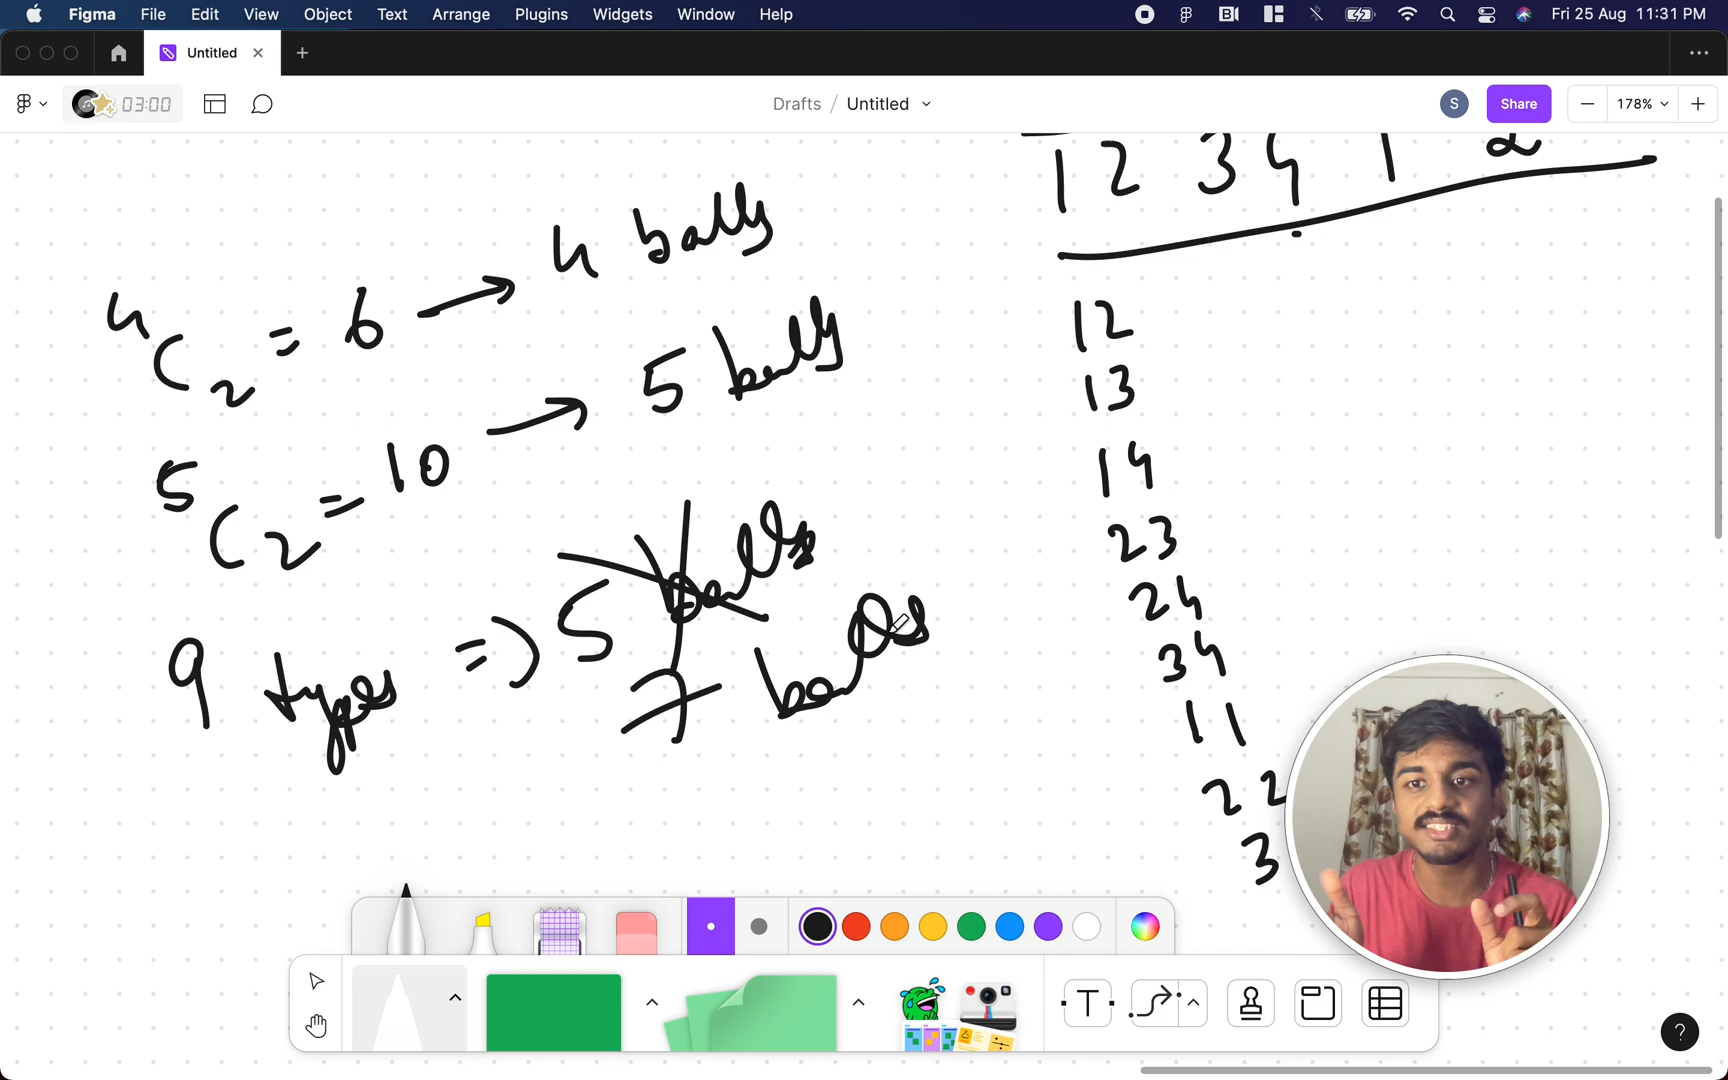 Figma File Edit View Object Text Arrange Plugins Widgets Window Help Fri 25 Aug 11:31 PM
Untitled
03:00 Drafts / Untitled S Share 178%
1 2 3 4 1 2
4C2 = 6 → 4 balls
5C2 = 10 → 5 balls
9 types => 5 balls
7 balls
12
13
14
23
24
34
11
22
3
T
?